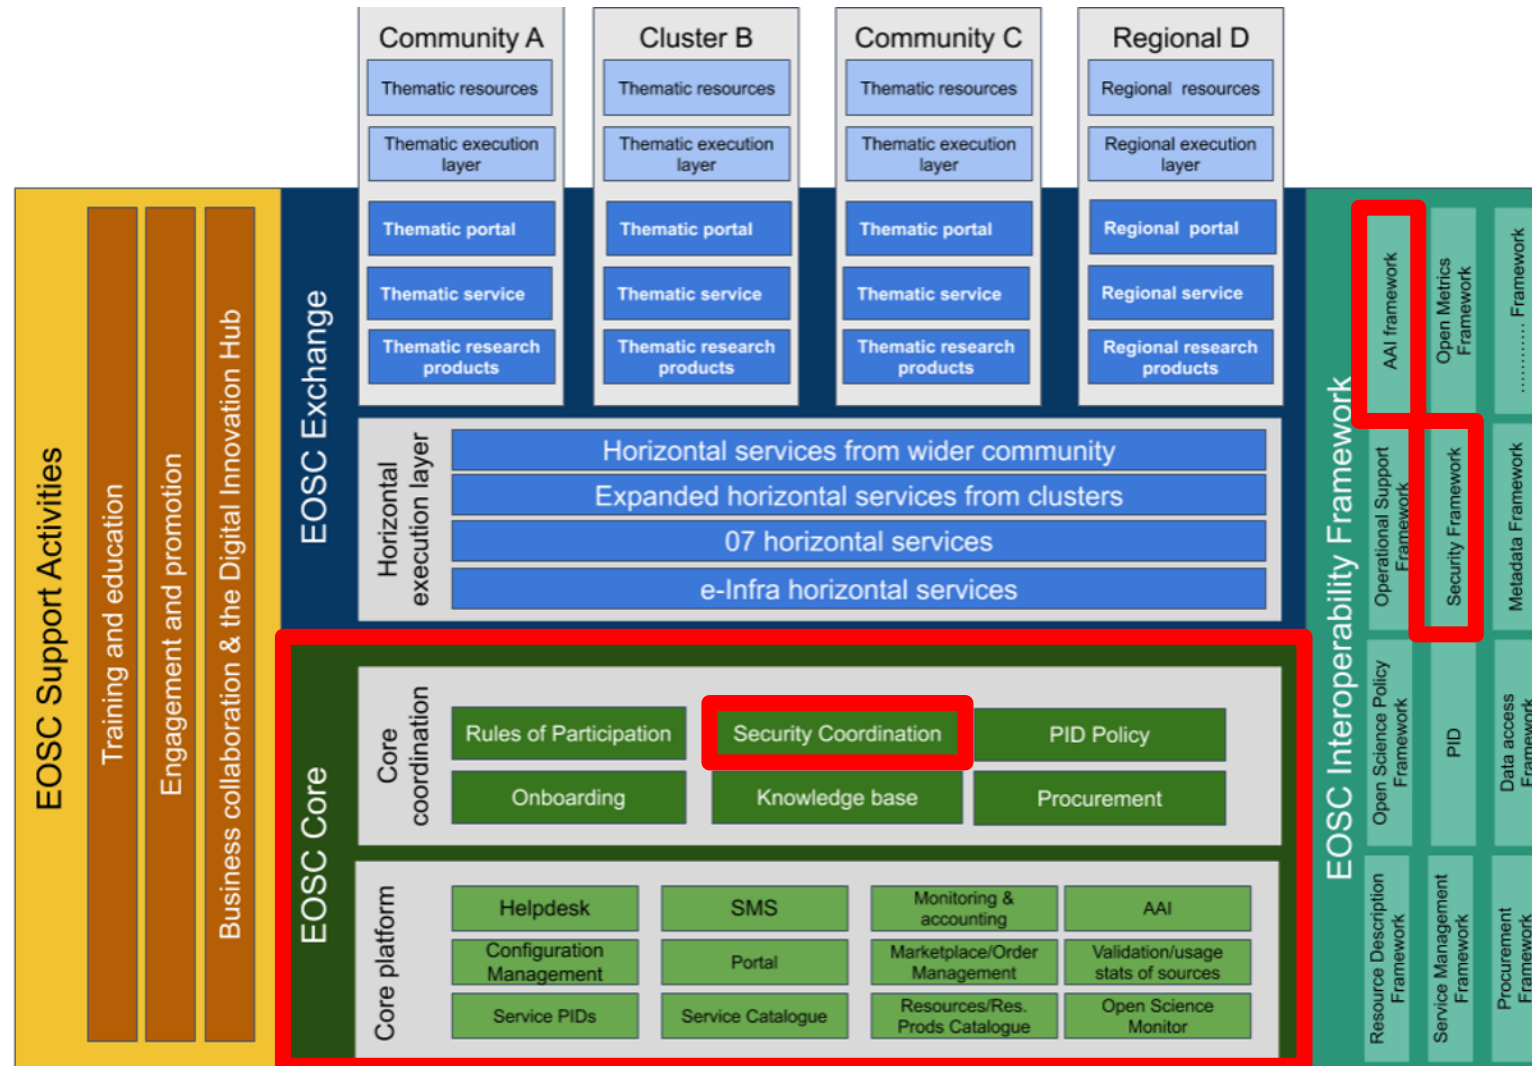 Community A
Thematic resources
Thematic execution
layer
Thematic portal
Thematic service
Thematic research
products
Cluster B
Thematic resources
Thematic execution
layer
Thematic portal
Thematic service
Thematic research
products
Community C
Thematic resources
Thematic execution
layer
Thematic portal
Thematic service
Thematic research
products
Regional D
Regional resources
Regional execution
layer
Regional portal
Regional service
Regional research
products
EOSC Support Activities
Training and education
Engagement and promotion
Business collaboration & the Digital Innovation Hub
EOSC Exchange
Horizontal
execution layer
Horizontal services from wider community
Expanded horizontal services from clusters
07 horizontal services
e-Infra horizontal services
EOSC Core
Core
coordination
Rules of Participation
Security Coordination
PID Policy
Onboarding
Knowledge base
Procurement
Core platform
Helpdesk
SMS
Monitoring &
accounting
AAI
Configuration
Management
Portal
Marketplace/Order
Management
Validation/usage
stats of sources
Service PIDs
Service Catalogue
Resources/Res.
Prods Catalogue
Open Science
Monitor
EOSC Interoperability Framework
AAI framework
Open Metrics
Framework
............ Framework
Operational Support
Framework
Security Framework
Metadata Framework
Open Science Policy
Framework
PID
Data access
Framework
Resource Description
Framework
Service Management
Framework
Procurement
Framework